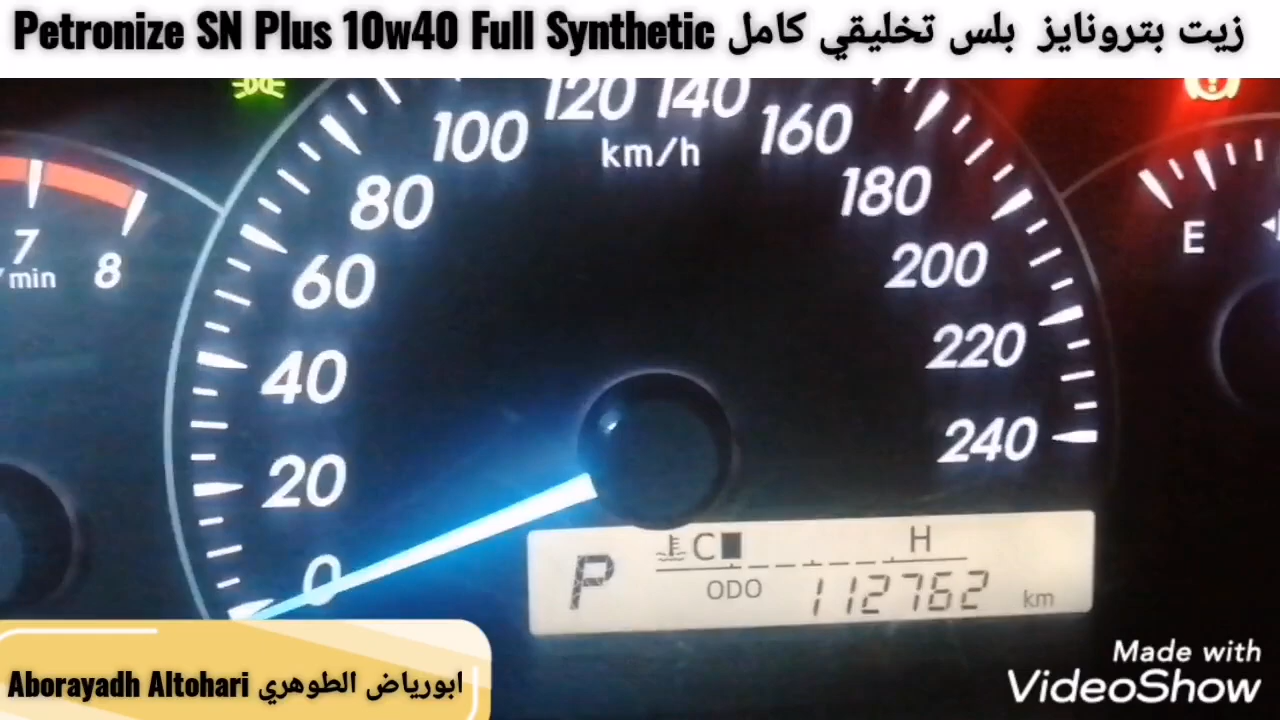 Petronize SN Plus 10w40 Full Synthetic زيت بترونايز بلس تخليقي كامل
120 140
100 160
km/h
80 180
7
/min 8
E
60 200
40 220
20 240
0
P
C H
ODO 112762 km
Aborayadh Altohari ابورياض الطوهري
Made with
VideoShow